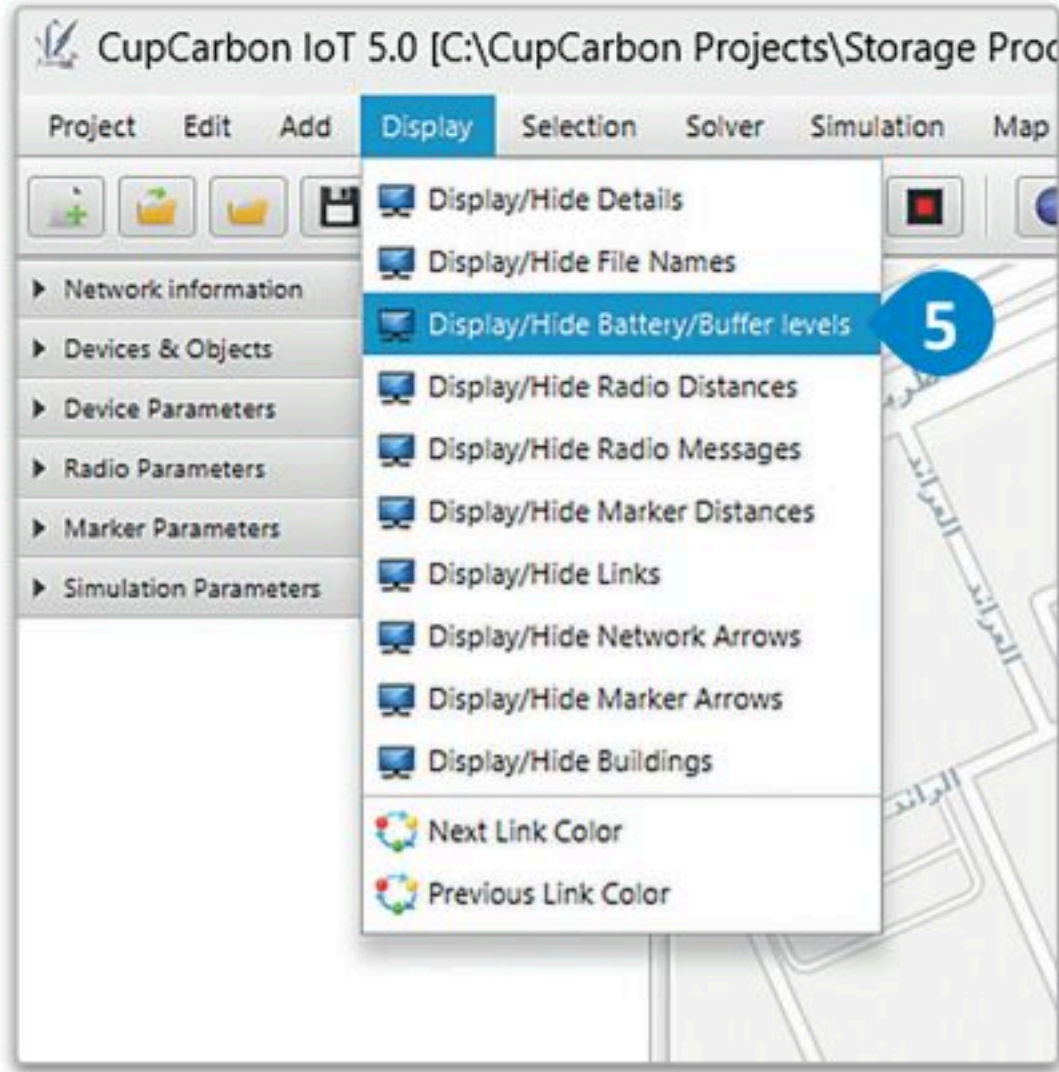 CupCarbon IoT 5.0 [C:\CupCarbon Projects\Storage Proc
Project Edit Add Display Selection Solver Simulation Map
Display/Hide Details
Display/Hide File Names
Display/Hide Battery/Buffer levels
5
Display/Hide Radio Distances
Display/Hide Radio Messages
Display/Hide Marker Distances
Display/Hide Links
Display/Hide Network Arrows
Display/Hide Marker Arrows
Display/Hide Buildings
Next Link Color
Previous Link Color
Network information
Devices & Objects
Device Parameters
Radio Parameters
Marker Parameters
Simulation Parameters
العرائد
العرائد
الرائد